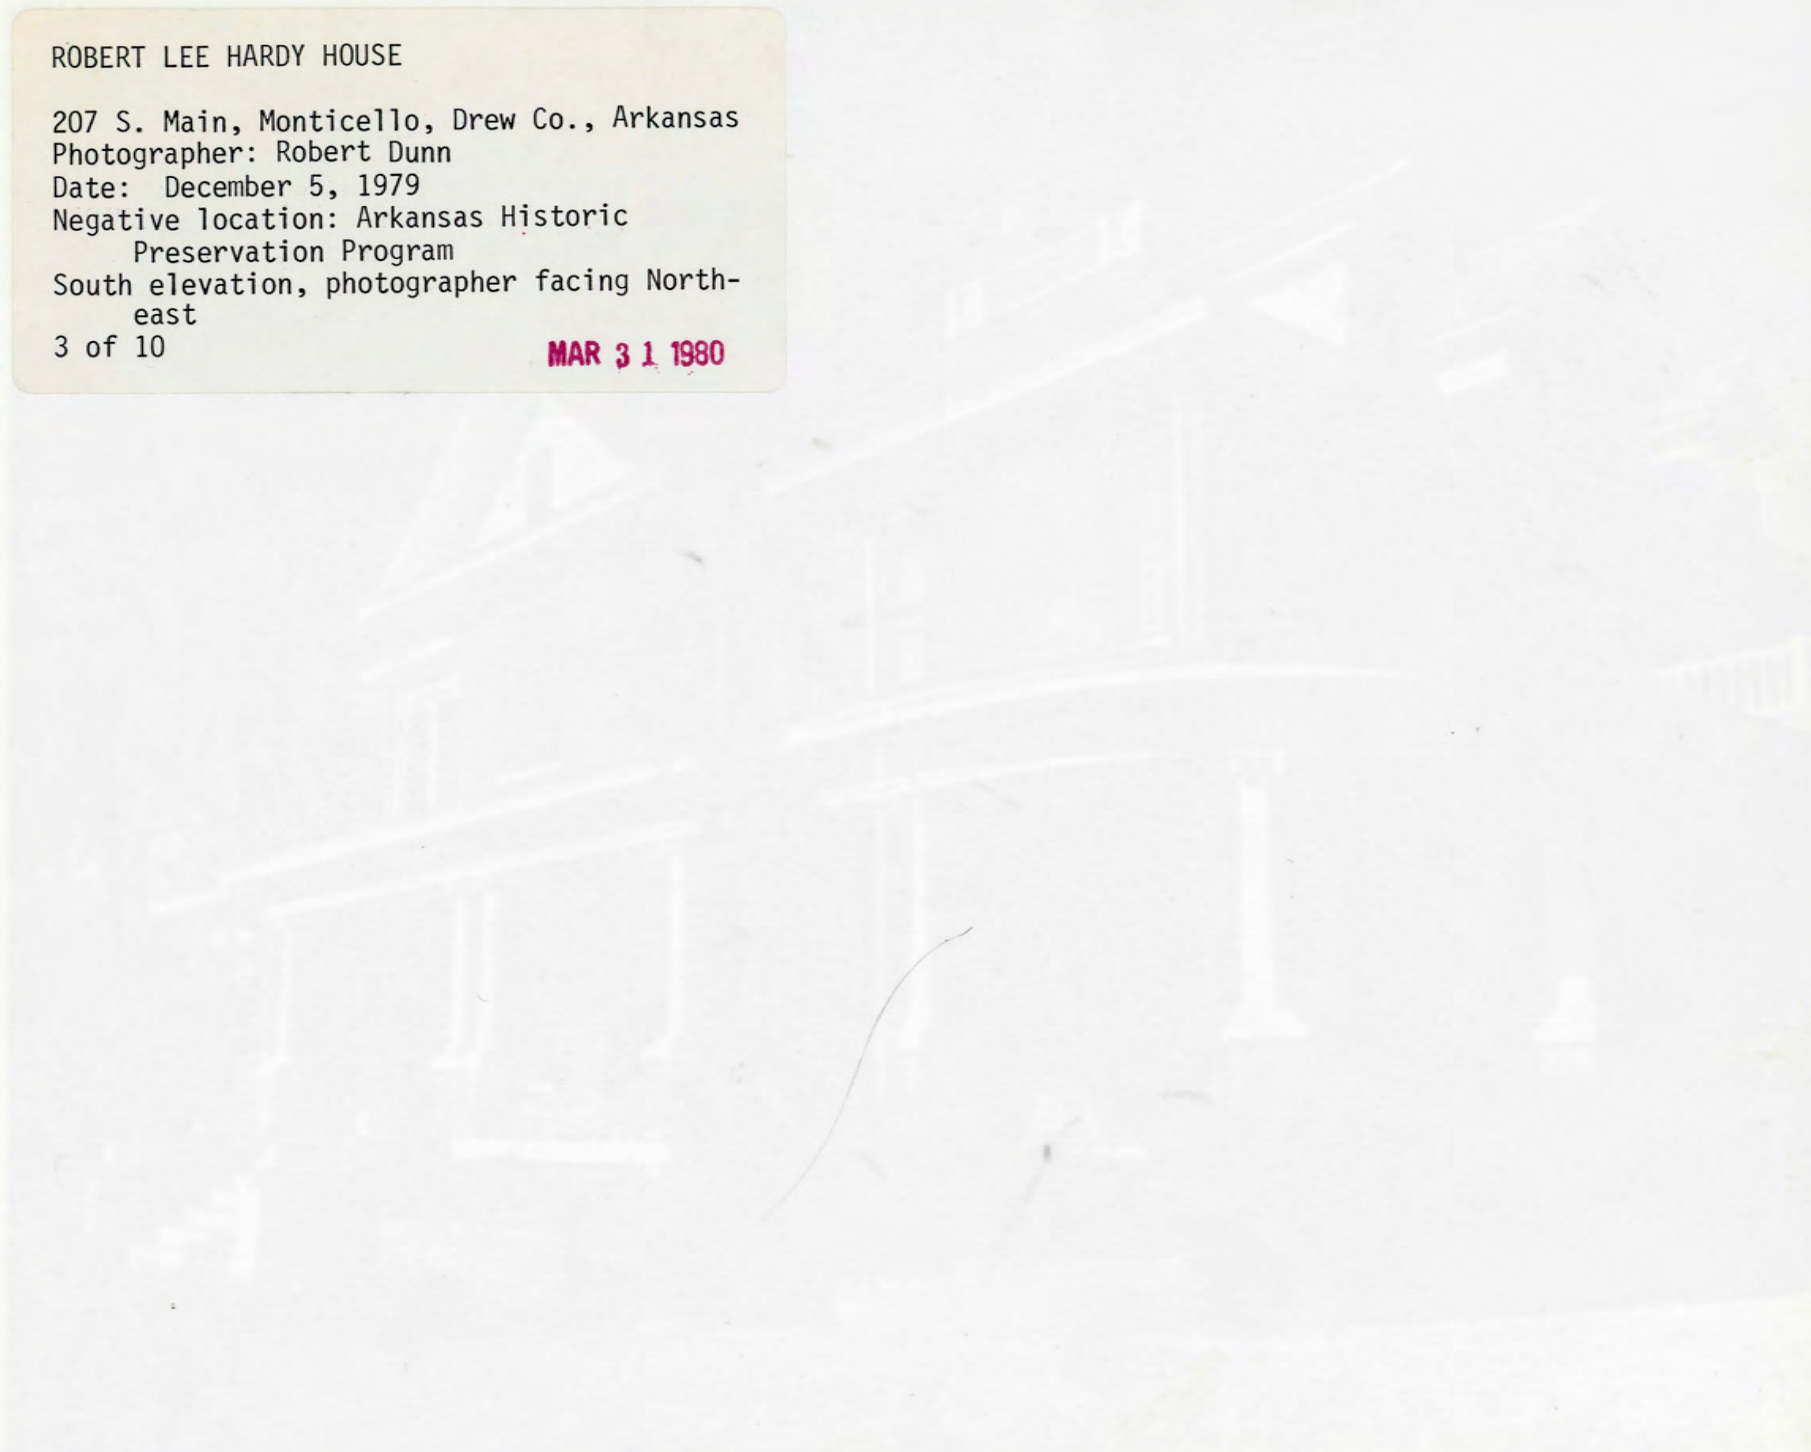 ROBERT LEE HARDY HOUSE
207 S. Main, Monticello, Drew Co., Arkansas
Photographer: Robert Dunn
Date: December 5, 1979
Negative location: Arkansas Historic
Preservation Program
South elevation, photographer facing North-
east
3 of 10
MAR 31 1980